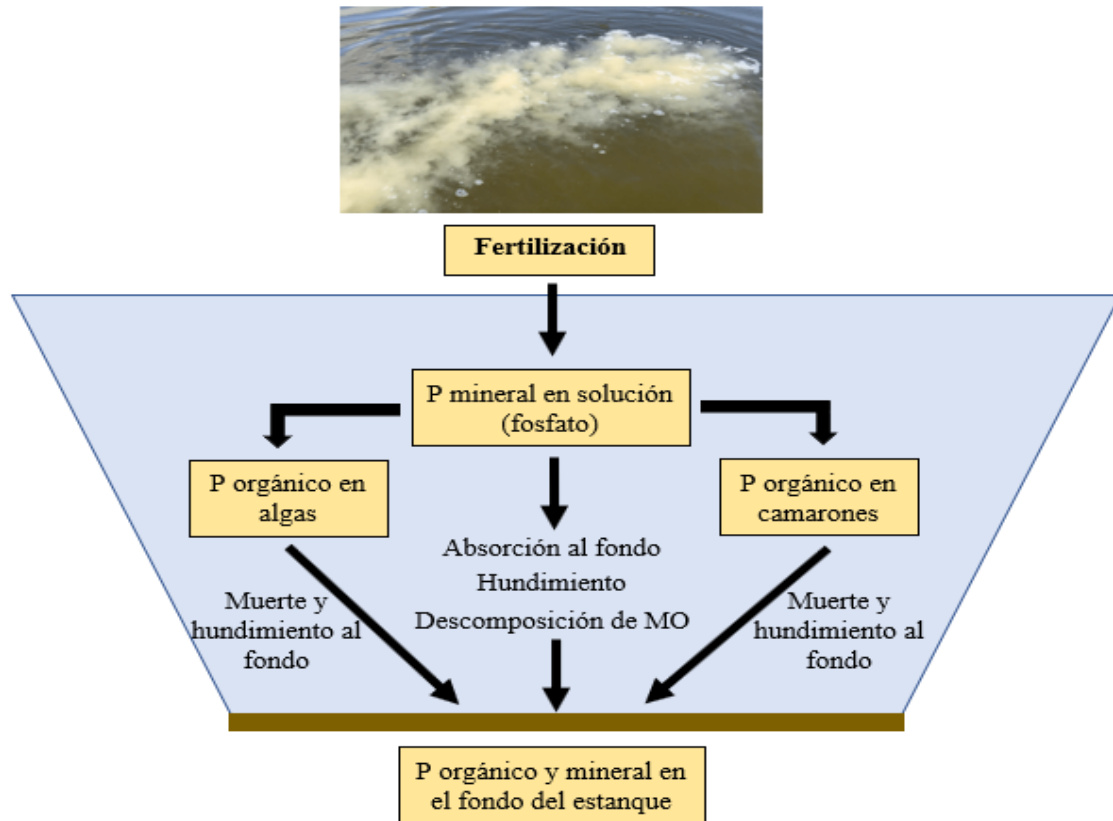 Fertilización
P mineral en solución
(fosfato)
P orgánico en
algas
P orgánico en
camarones
Absorción al fondo
Hundimiento
Descomposición de MO
Muerte y
hundimiento al
fondo
Muerte y
hundimiento al
fondo
P orgánico y mineral en
el fondo del estanque